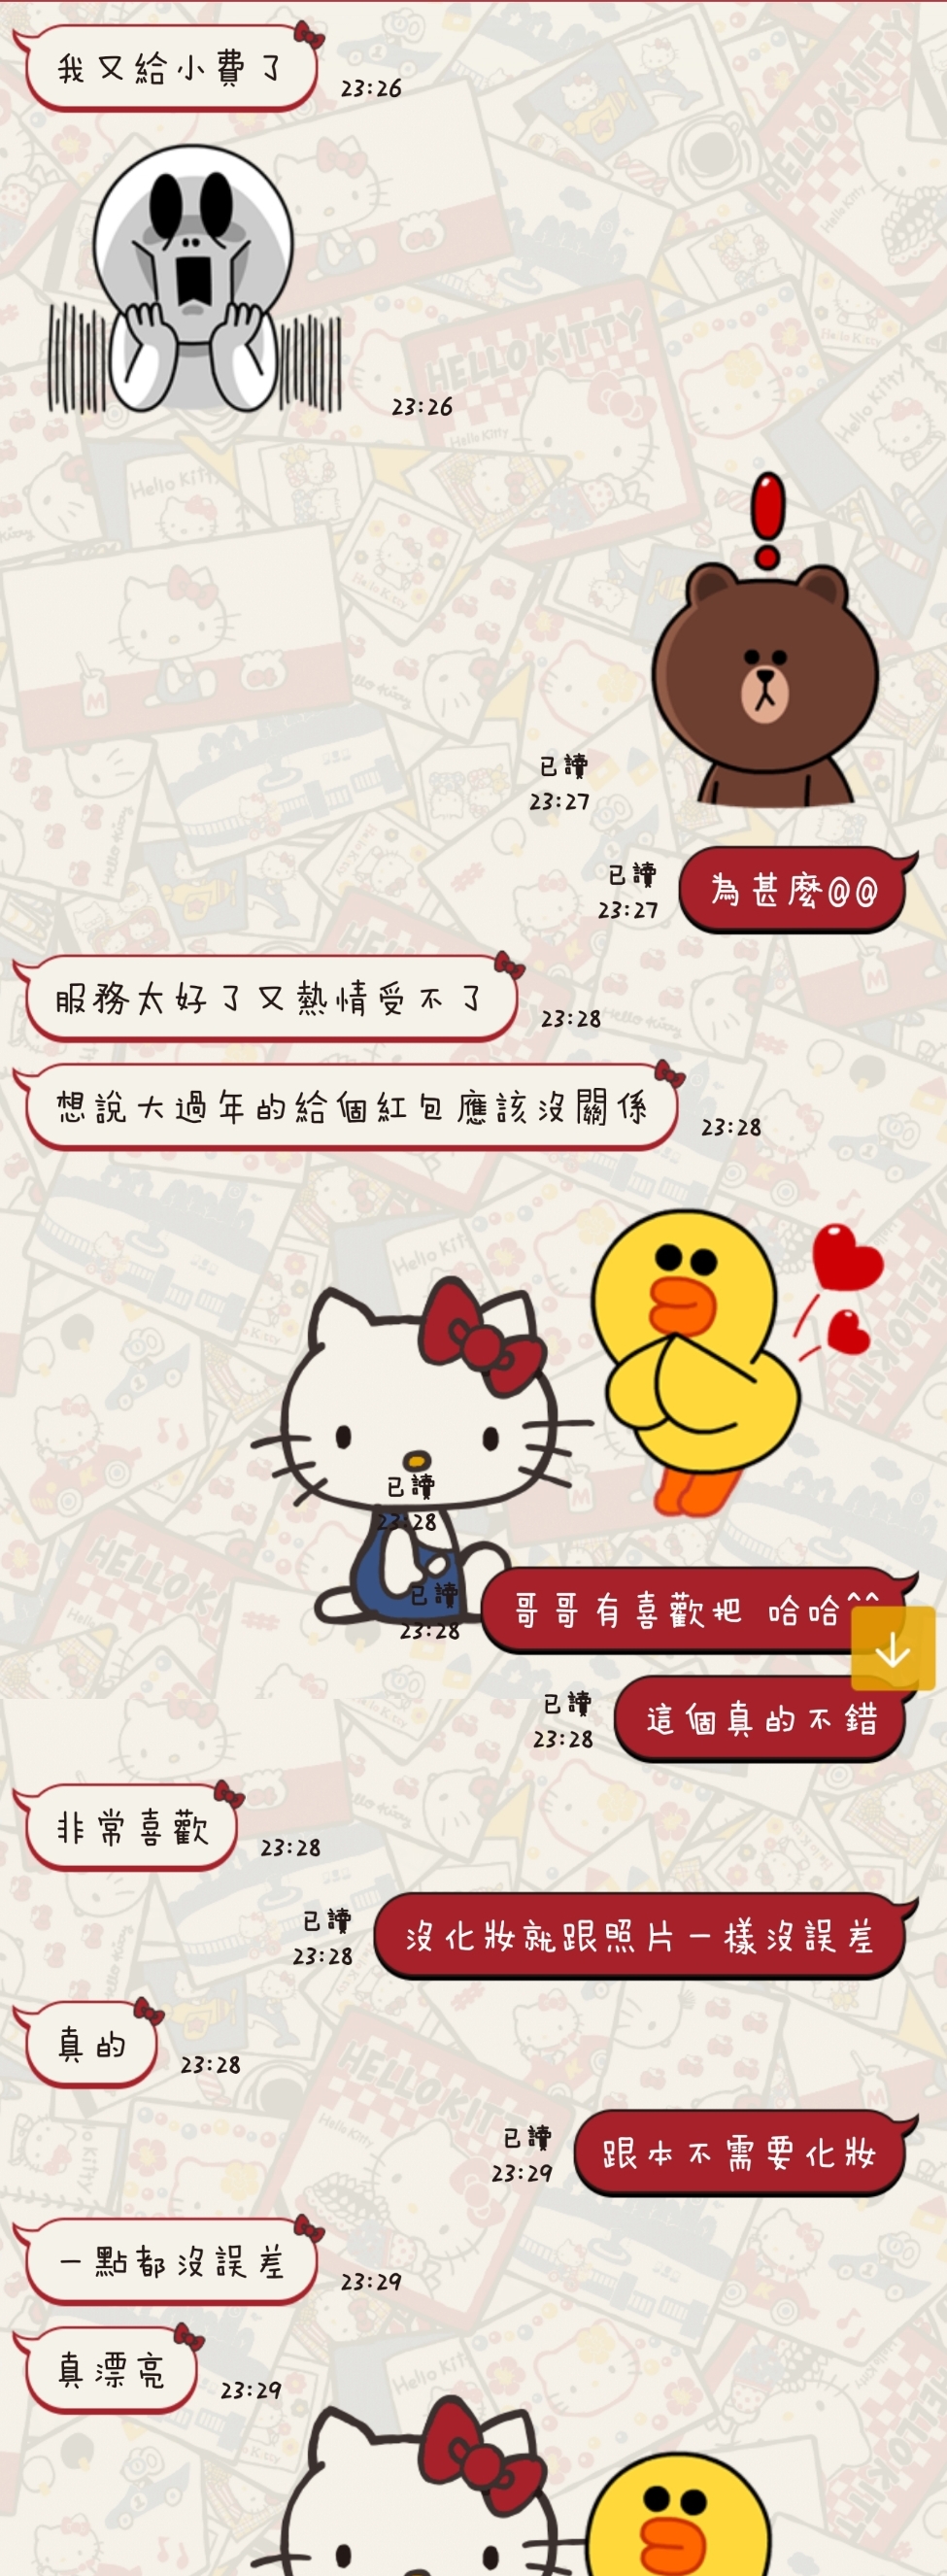 我又給小費了
23:26
23:26
已讀
23:27
已讀
23:27
為甚麼@@
服務太好了又熱情受不了
23:28
想說大過年的給個紅包應該沒關係
23:28
已讀
23:28
已讀
23:28
哥哥有喜歡把 哈哈^^
已讀
23:28
這個真的不錯
非常喜歡
23:28
已讀
23:28
沒化妝就跟照片一樣沒誤差
真的
23:28
已讀
23:29
跟本不需要化妝
一點都沒誤差
23:29
真漂亮
23:29
HELLO KITTY
Hello Kitty